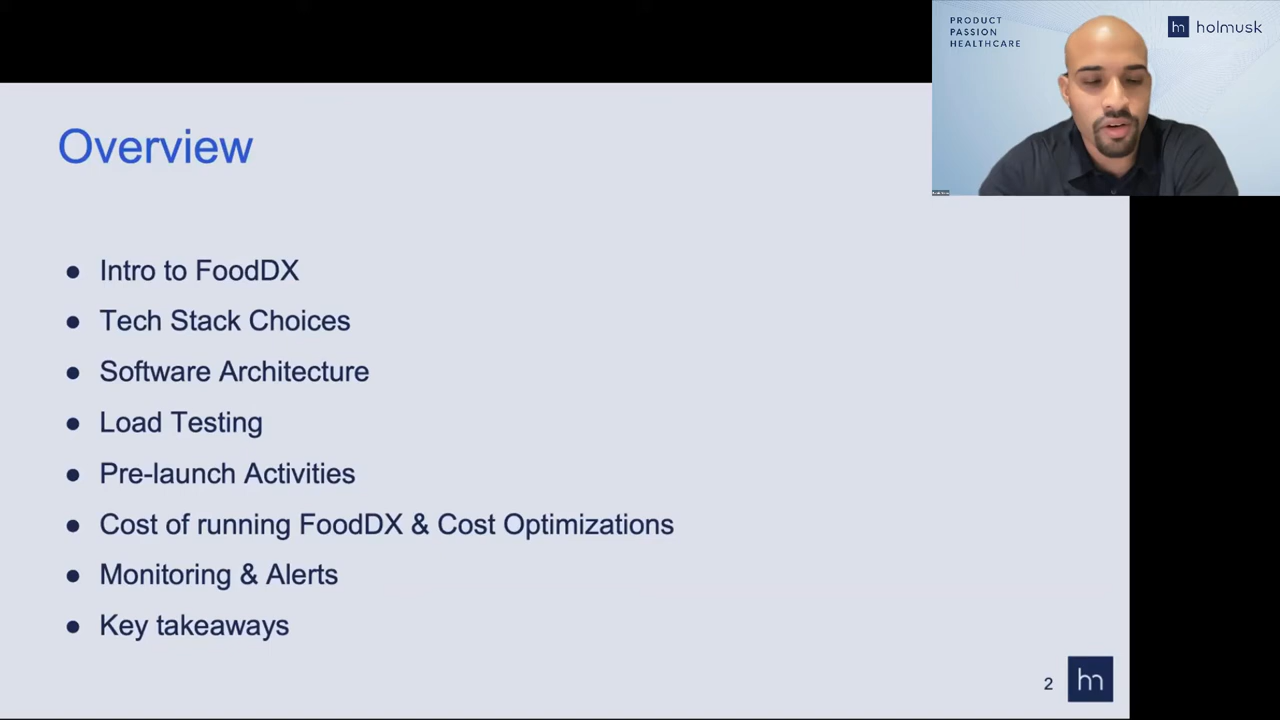 PRODUCT
PASSION
HEALTHCARE
hm holmusk
Overview
● Intro to FoodDX
● Tech Stack Choices
● Software Architecture
● Load Testing
● Pre-launch Activities
● Cost of running FoodDX & Cost Optimizations
● Monitoring & Alerts
● Key takeaways
2
hm